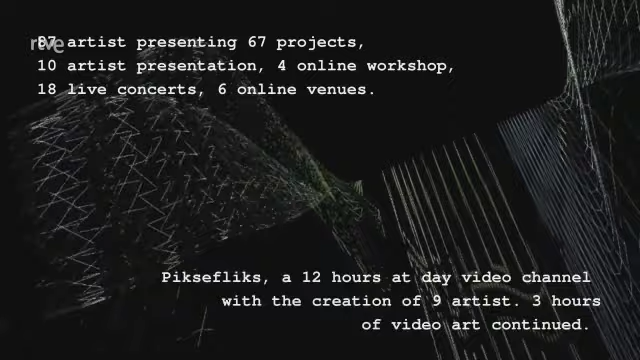 87 artist presenting 67 projects,
10 artist presentation, 4 online workshop,
18 live concerts, 6 online venues.
Piksefliks, a 12 hours at day video channel
with the creation of 9 artist. 3 hours
of video art continued.